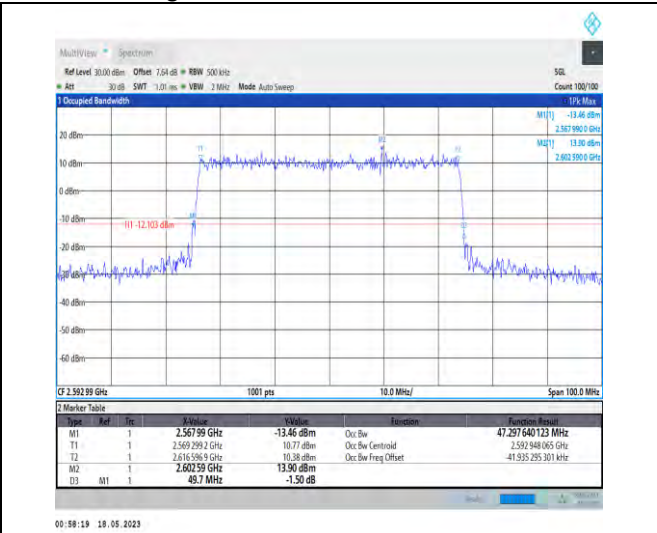 MultiView Spectrum
Ref Level 30.00 dBm Offset 7.64 dB RBW 500 kHz SGL
Att 30 dB SWT 1.01 ms VBW 2 MHz Mode Auto Sweep Count 100/100
1 Occupied Bandwidth 1Pk Max
M1[1] -13.46 dBm
2.567 990 0 GHz
20 dBm M2[1] 13.90 dBm
M2 2.602 590 0 GHz
T1 T2
10 dBm
0 dBm
-10 dBm M1
H1 -12.103 dBm
-20 dBm
-30 dBm
-40 dBm
-50 dBm
-60 dBm
CF 2.592 99 GHz 1001 pts 10.0 MHz/ Span 100.0 MHz
2 Marker Table
Type Ref Trc X-Value Y-Value Function Function Result
M1 1 2.567 99 GHz -13.46 dBm Occ Bw 47.297 640 123 MHz
T1 1 2.569 299 2 GHz 10.77 dBm Occ Bw Centroid 2.592 948 065 GHz
T2 1 2.616 596 9 GHz 10.38 dBm Occ Bw Freq Offset -41.935 295 301 kHz
M2 1 2.602 59 GHz 13.90 dBm
D3 M1 1 49.7 MHz -1.50 dB
00:58:19 18.05.2023